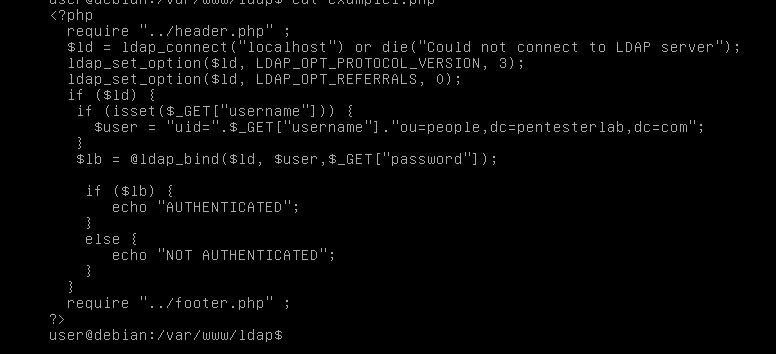 user@debian:/var/www/ldap$ cat example1.php
<?php
require "../header.php" ;
$ld = ldap_connect("localhost") or die("Could not connect to LDAP server");
ldap_set_option($ld, LDAP_OPT_PROTOCOL_VERSION, 3);
ldap_set_option($ld, LDAP_OPT_REFERRALS, 0);
if ($ld) {
if (isset($_GET["username"])) {
$user = "uid=".$_GET["username"]."ou=people,dc=pentesterlab,dc=com";
}
$lb = @ldap_bind($ld, $user,$_GET["password"]);
if ($lb) {
echo "AUTHENTICATED";
}
else {
echo "NOT AUTHENTICATED";
}
}
require "../footer.php" ;
?>
user@debian:/var/www/ldap$